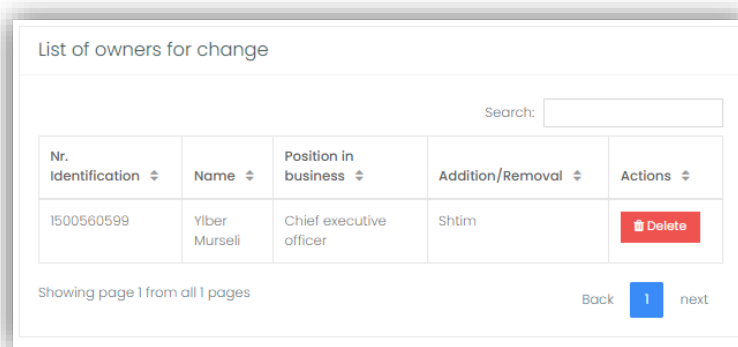 List of owners for change
Search:
Nr.
Identification
Name
Position in
business
Addition/Removal
Actions
1500560599
Ylber
Murseli
Chief executive
officer
Shtim
Delete
Showing page 1 from all 1 pages
Back 1 next